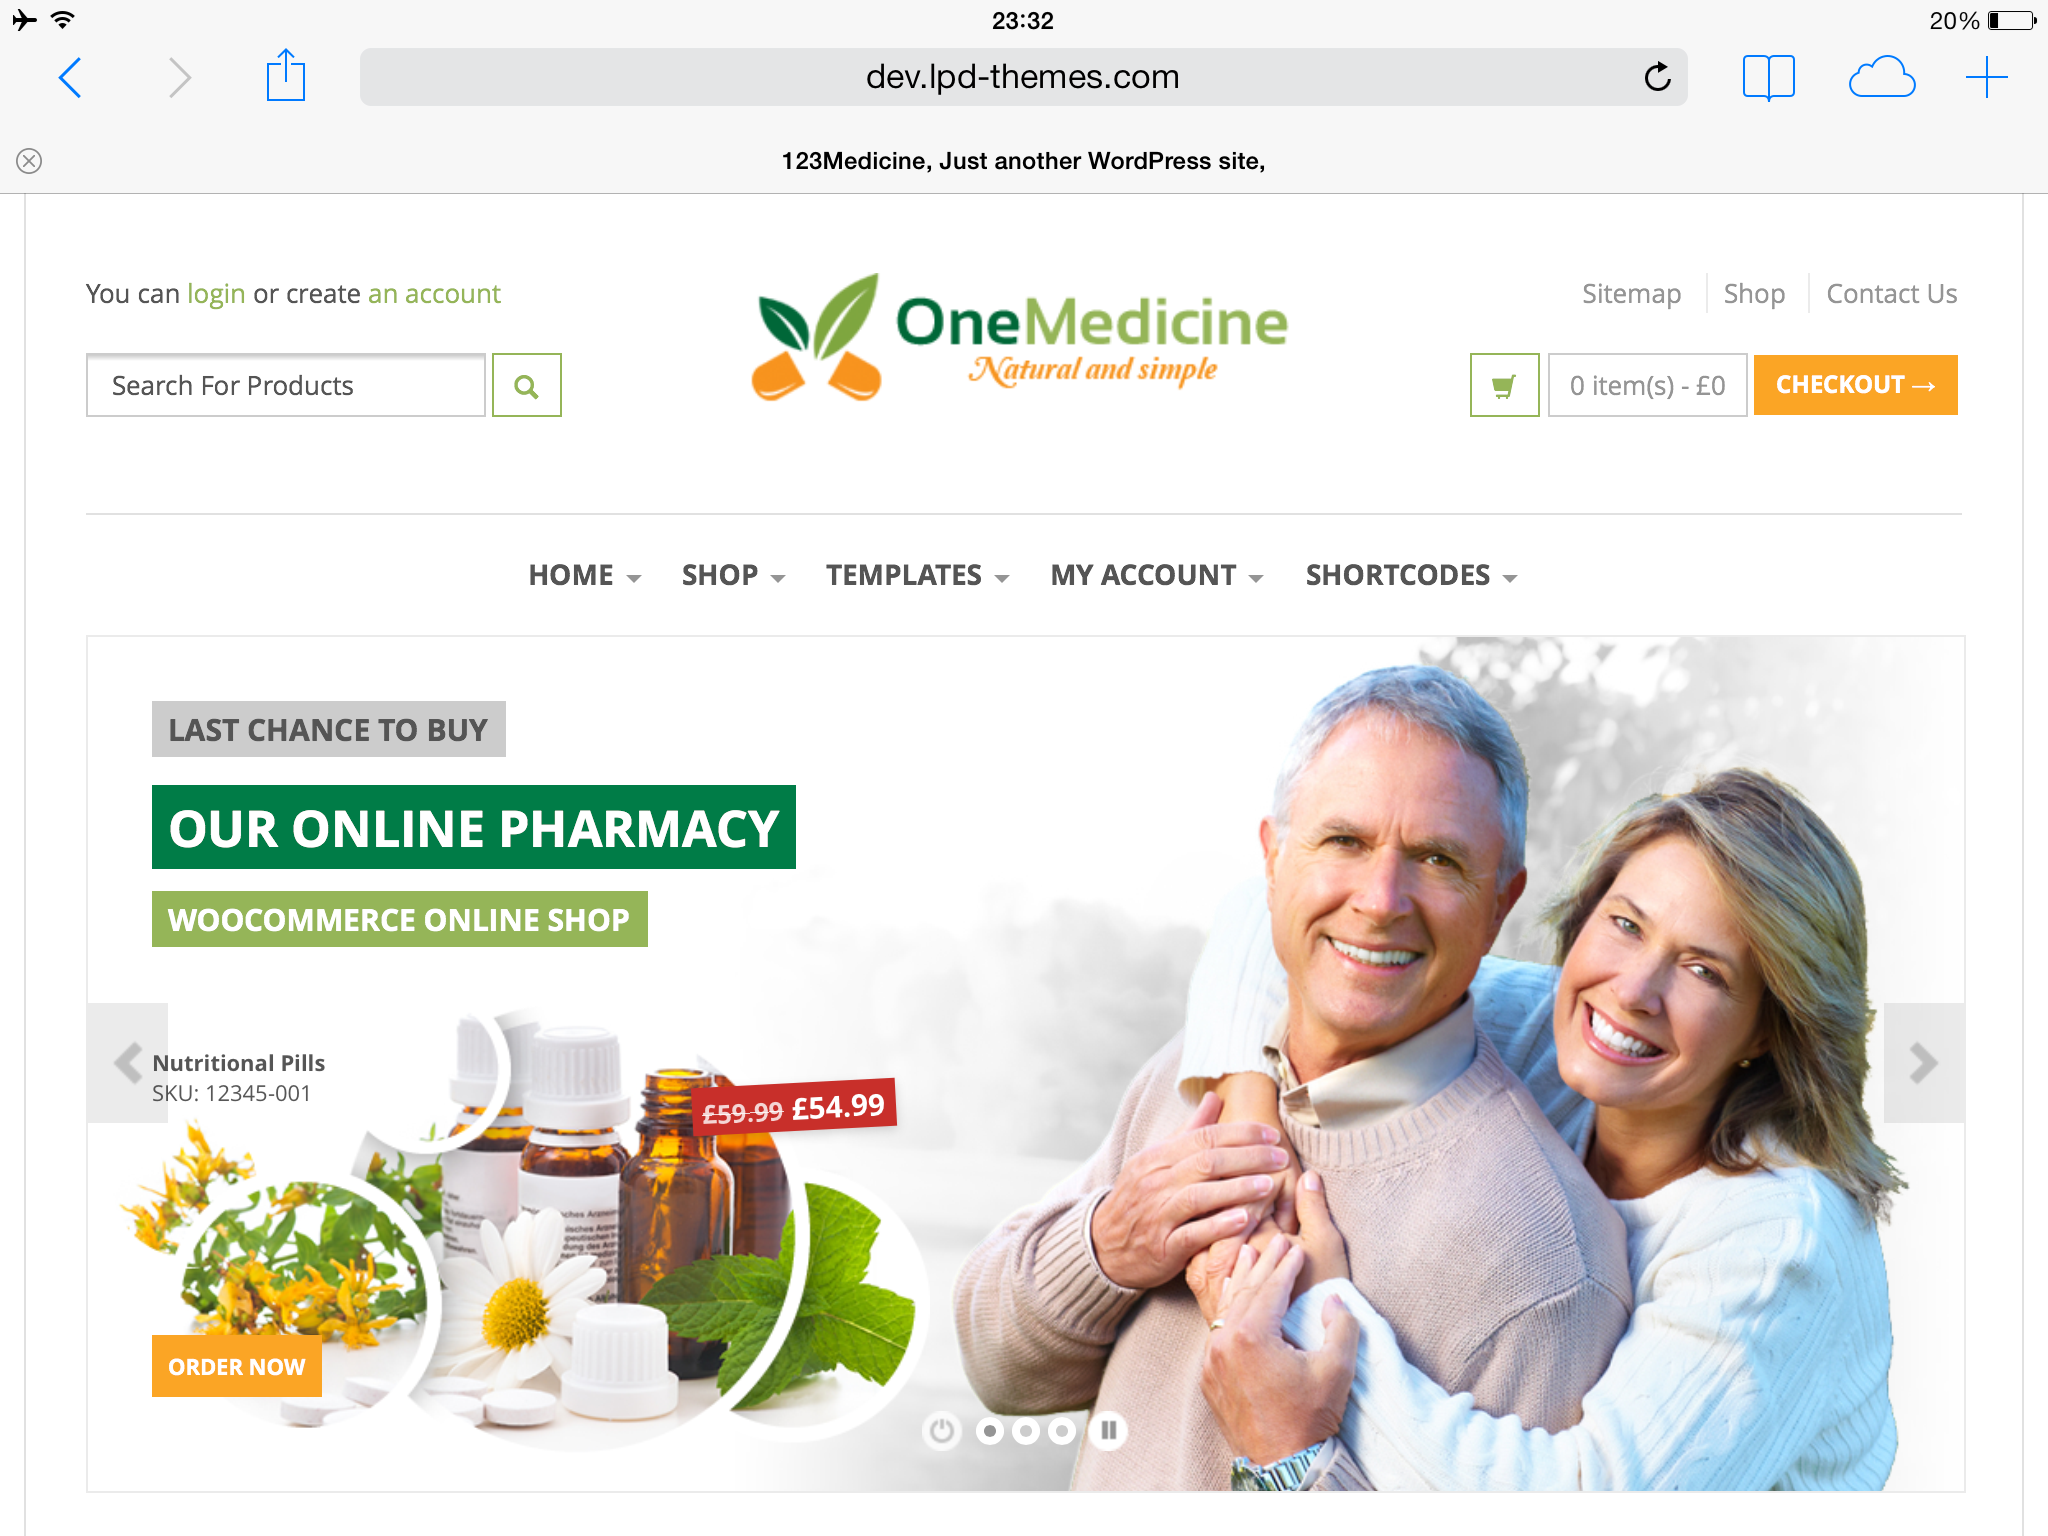 23:32
20%
dev.lpd-themes.com
123Medicine, Just another WordPress site,
You can login or create an account
Search For Products
OneMedicine
Natural and simple
Sitemap
Shop
Contact Us
0 item(s) - £0
CHECKOUT →
HOME
SHOP
TEMPLATES
MY ACCOUNT
SHORTCODES
LAST CHANCE TO BUY
OUR ONLINE PHARMACY
WOOCOMMERCE ONLINE SHOP
Nutritional Pills
SKU: 12345-001
£59.99 £54.99
ORDER NOW